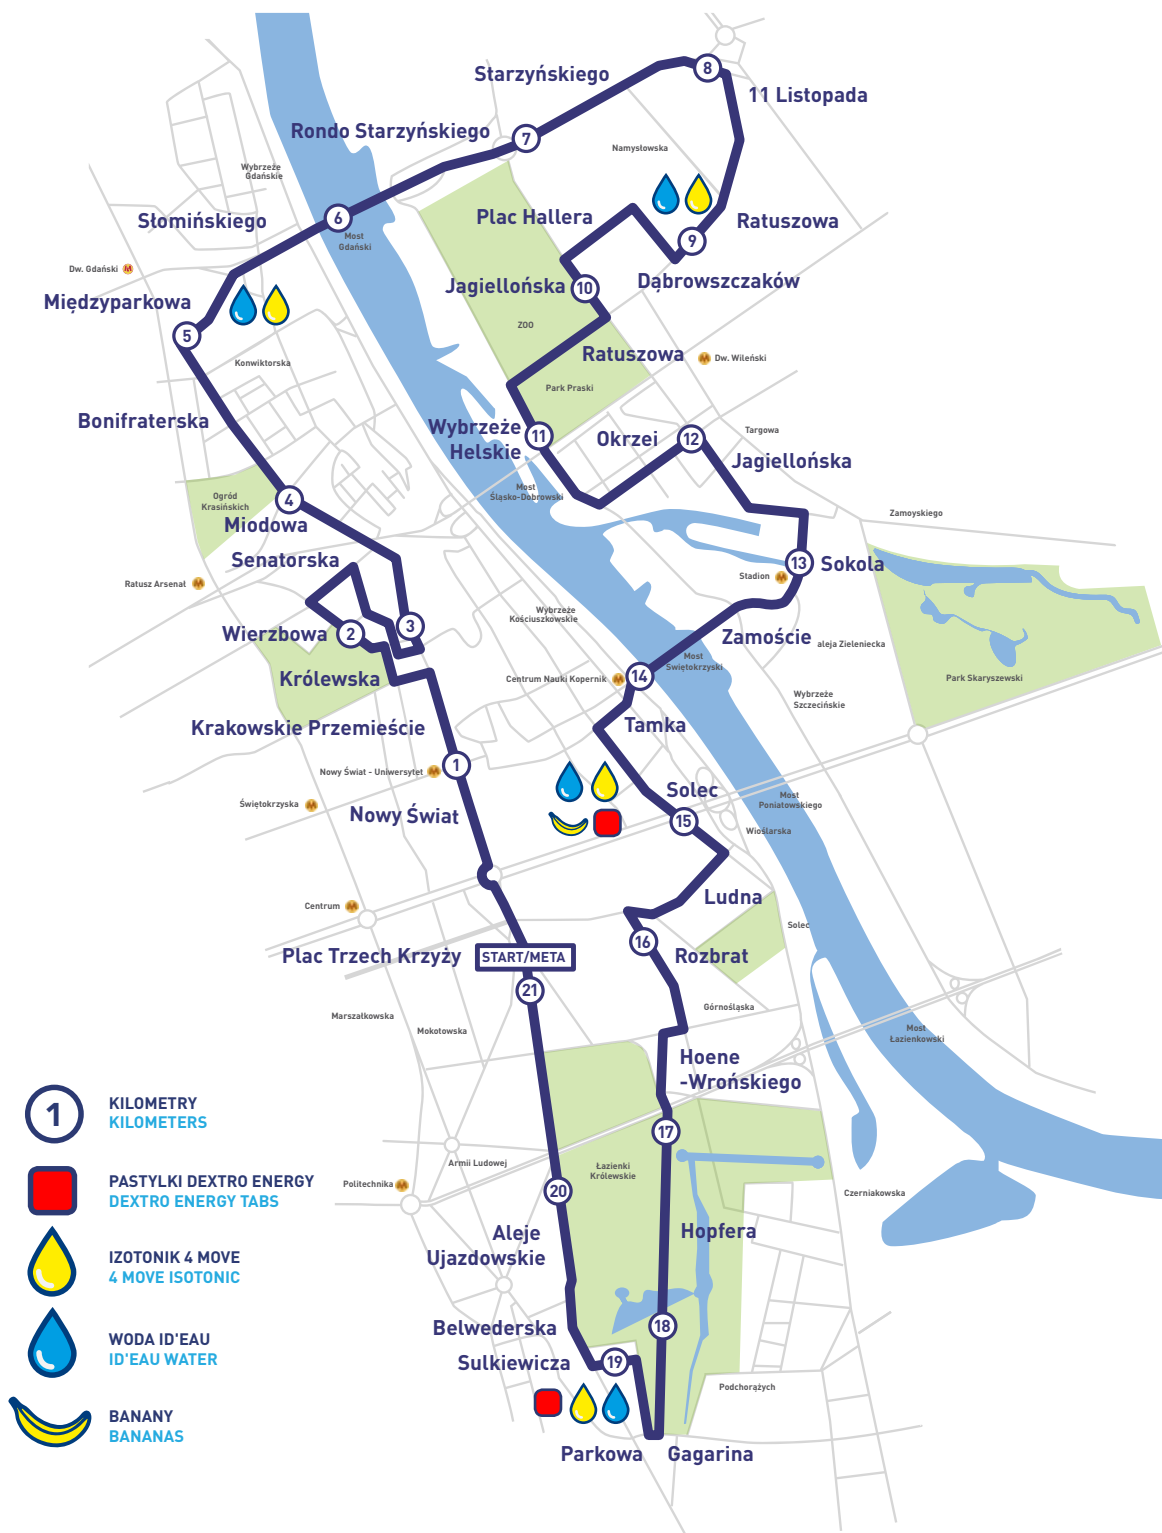 8
Starzyńskiego
11 Listopada
Rondo Starzyńskiego
7
Namysłowska
Wybrzeże
Gdańskie
Słomińskiego
6
Plac Hallera
Ratuszowa
Most
Gdański
9
Dw. Gdański
M
Dąbrowszczaków
Jagiellońska
10
Międzyparkowa
5
ZOO
Konwiktorska
Ratuszowa
M
Dw. Wileński
Park Praski
Bonifraterska
Wybrzeże
Helskie
11
Okrzei
12
Targowa
Jagiellońska
Ogród
Krasińskich
4
Most
Śląsko-Dobrowski
Miodowa
Zamoyskiego
Senatorska
13
Sokola
Ratusz Arsenał
M
Stadion
M
Wybrzeże
Kościuszkowskie
Wierzbowa
2
3
Zamoście
aleja Zieleniecka
Most
Swiętokrzyski
Królewska
Centrum Nauki Kopernik
M
14
Park Skaryszewski
Wybrzeże
Szczecińskie
Krakowskie Przemieście
Tamka
Nowy Świat - Uniwersytet
M
1
Solec
Świętokrzyska
M
Most
Poniatowskiego
Nowy Świat
15
Wioślarska
Ludna
Centrum
M
Solec
Plac Trzech Krzyży
START/META
16
Rozbrat
21
Górnośląska
Marszałkowska
Mokotowska
Most
Łazienkowski
Hoene
-Wrońskiego
1
KILOMETRY
KILOMETERS
17
Armii Ludowej
Łazienki
Królewskie
Politechnika
M
20
Czerniakowska
PASTYLKI DEXTRO ENERGY
DEXTRO ENERGY TABS
Aleje
Ujazdowskie
Hopfera
IZOTONIK 4 MOVE
4 MOVE ISOTONIC
Belwederska
18
WODA ID'EAU
ID'EAU WATER
Sulkiewicza
19
Podchorążych
BANANY
BANANAS
Parkowa
Gagarina